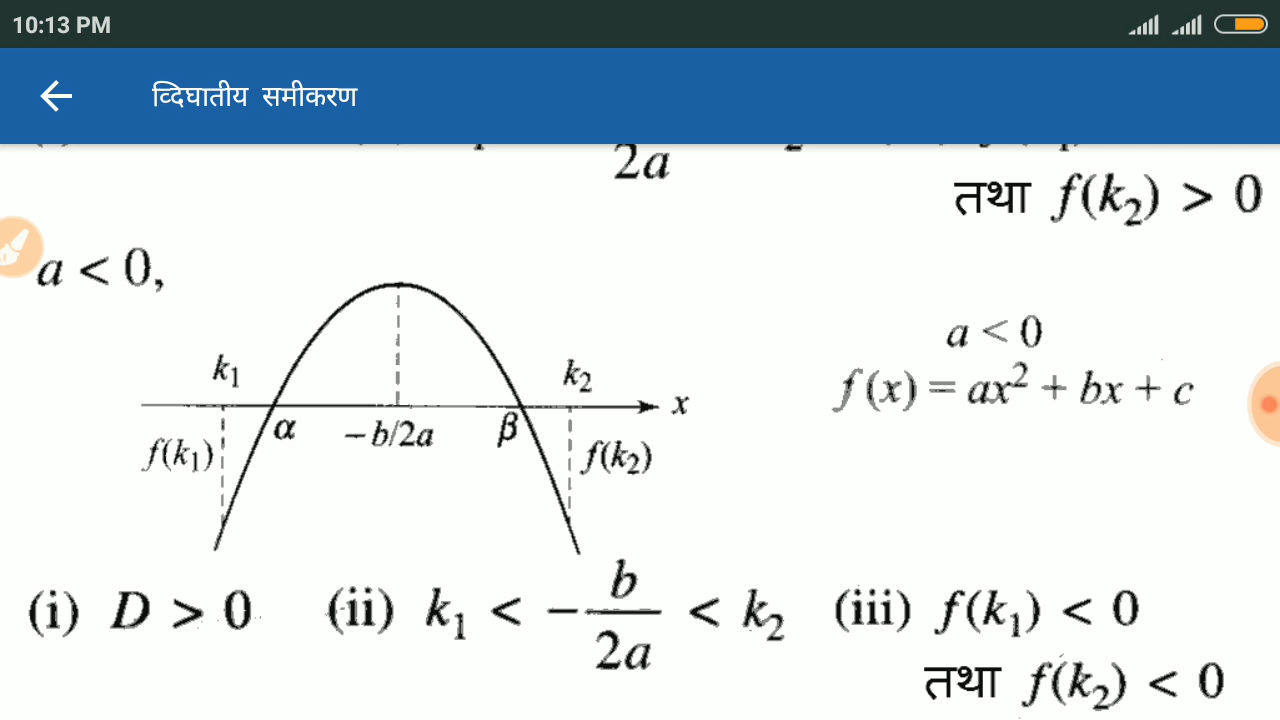 10:13 PM
व्दिघातीय समीकरण
2a
तथा f(k₂) > 0
a < 0,
a < 0
f(x) = ax² + bx + c
k₁
k₂
x
α
−b/2a
β
f(k₁)
f(k₂)
(i) D > 0 (ii) k₁ < −b/2a < k₂ (iii) f(k₁) < 0
तथा f(k₂) < 0